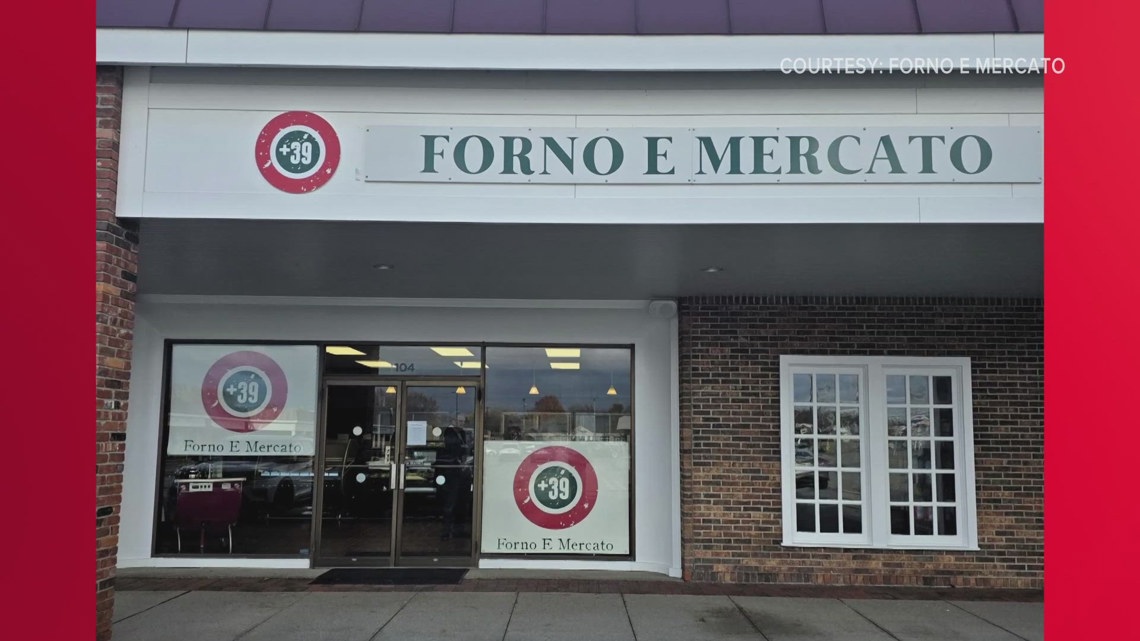 COURTESY: FORNO E MERCATO
+39
FORNO E MERCATO
+39
104
Forno E Mercato
+39
Forno E Mercato